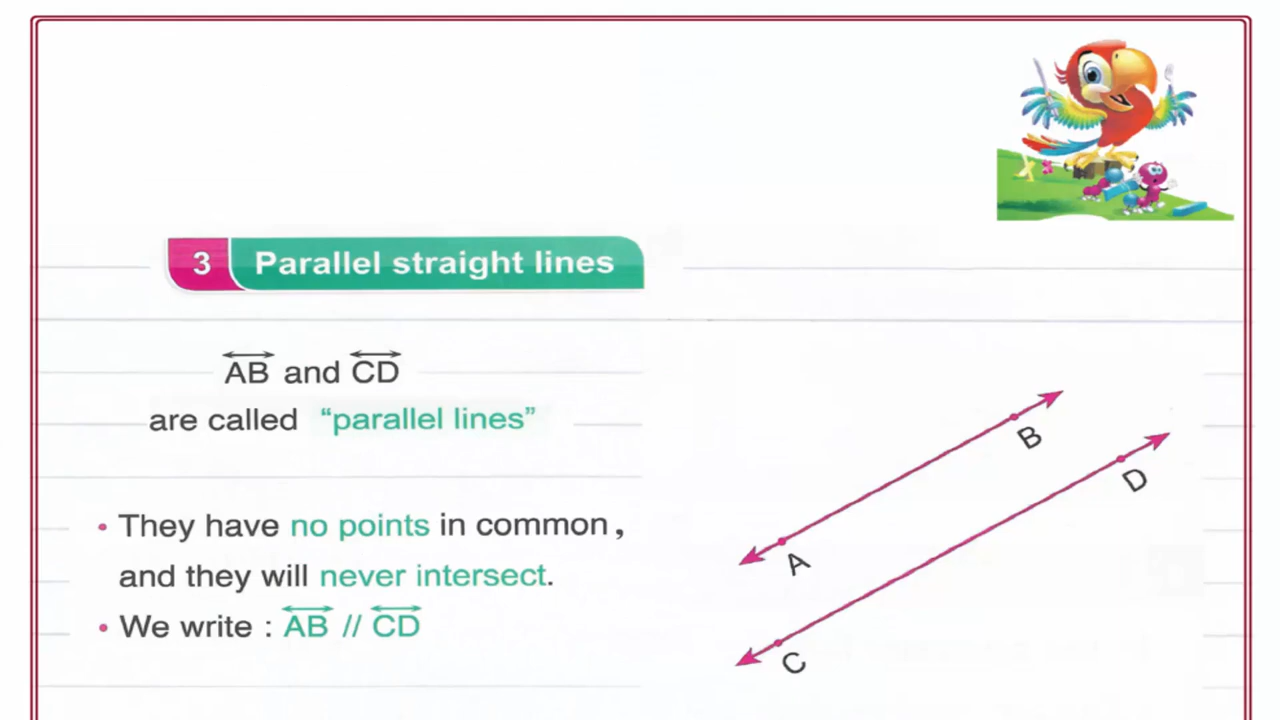 3 Parallel straight lines
AB and CD
are called “parallel lines”
• They have no points in common,
and they will never intersect.
• We write : AB // CD
B
D
A
C